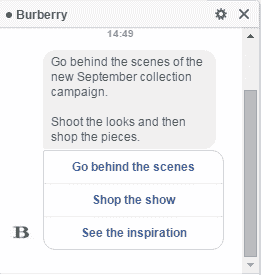 Burberry
14:49
Go behind the scenes of the
new September collection
campaign.
Shoot the looks and then
shop the pieces.
Go behind the scenes
Shop the show
See the inspiration
B